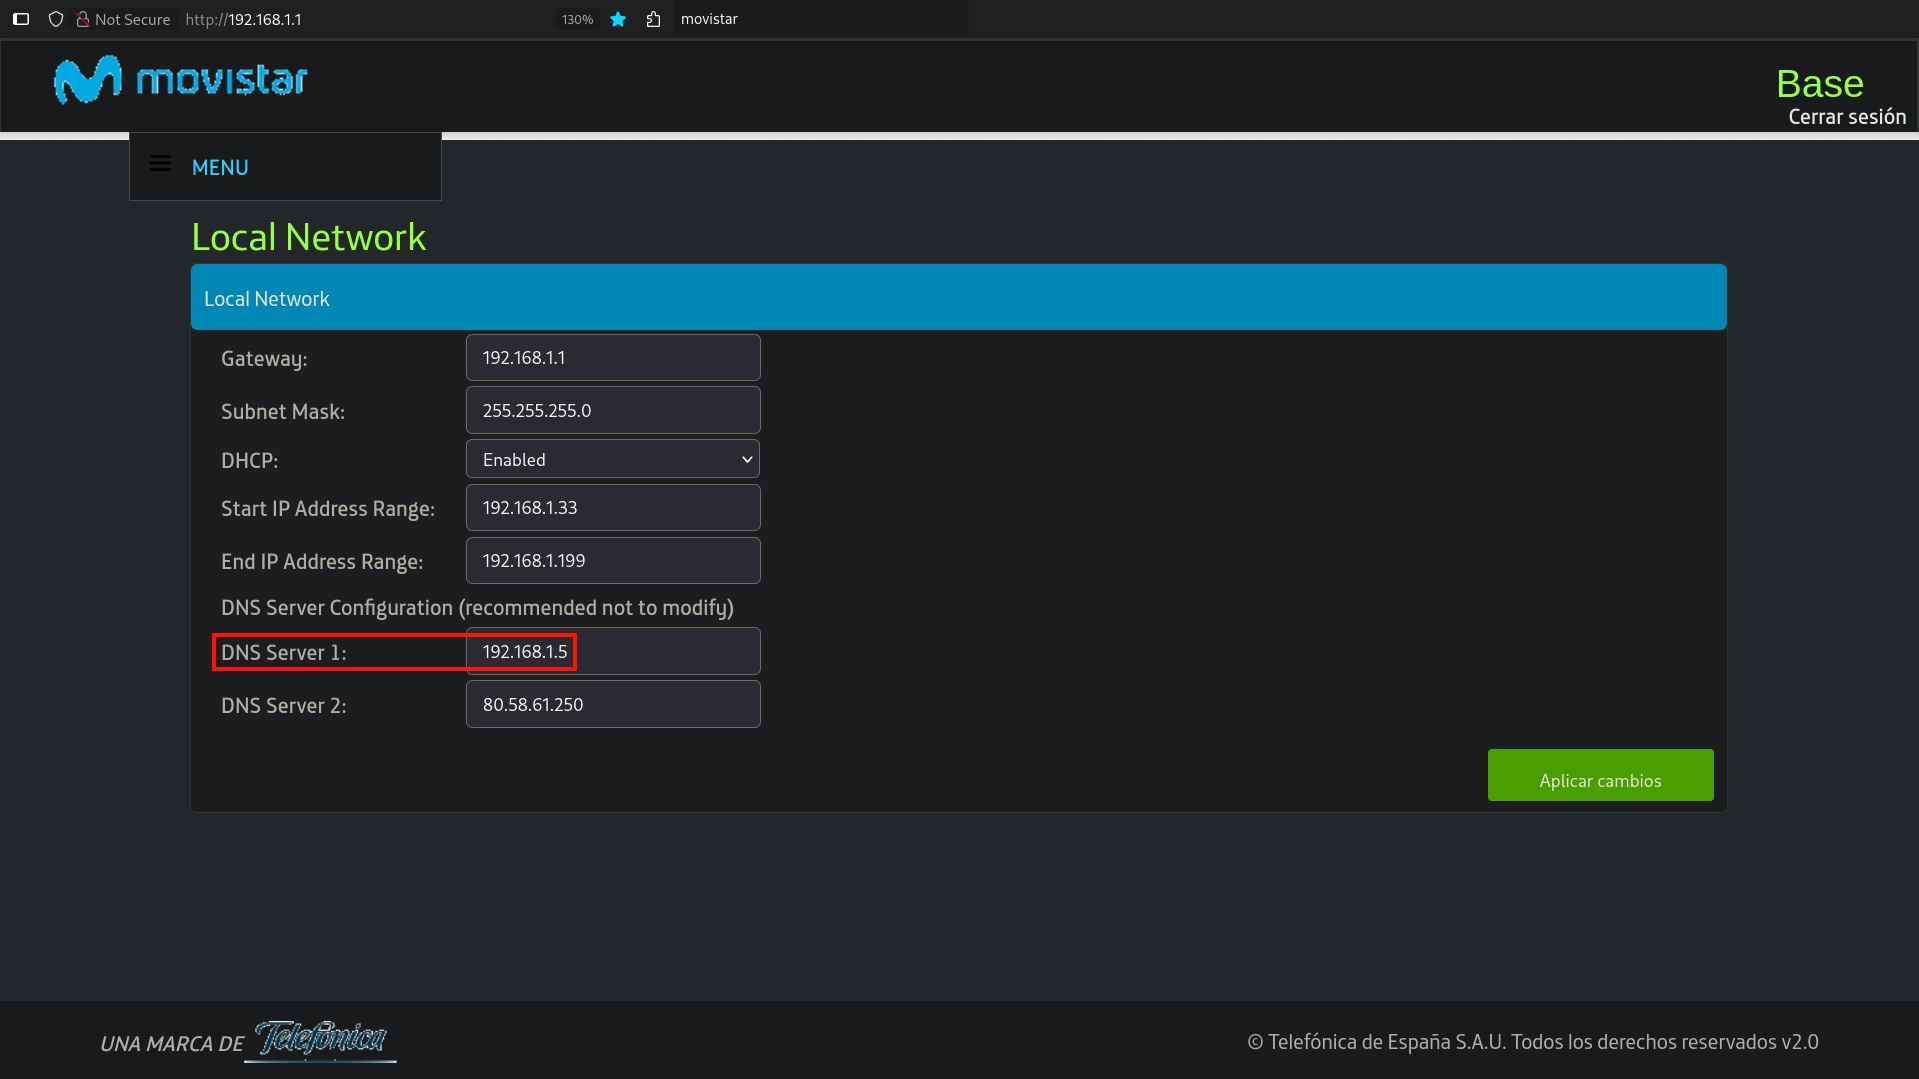 Not Secure http://192.168.1.1 130% movistar
movistar
Base
Cerrar sesión
MENU
Local Network
Local Network
Gateway: 192.168.1.1
Subnet Mask: 255.255.255.0
DHCP: Enabled
Start IP Address Range: 192.168.1.33
End IP Address Range: 192.168.1.199
DNS Server Configuration (recommended not to modify)
DNS Server 1: 192.168.1.5
DNS Server 2: 80.58.61.250
Aplicar cambios
UNA MARCA DE Telefónica
© Telefónica de España S.A.U. Todos los derechos reservados v2.0